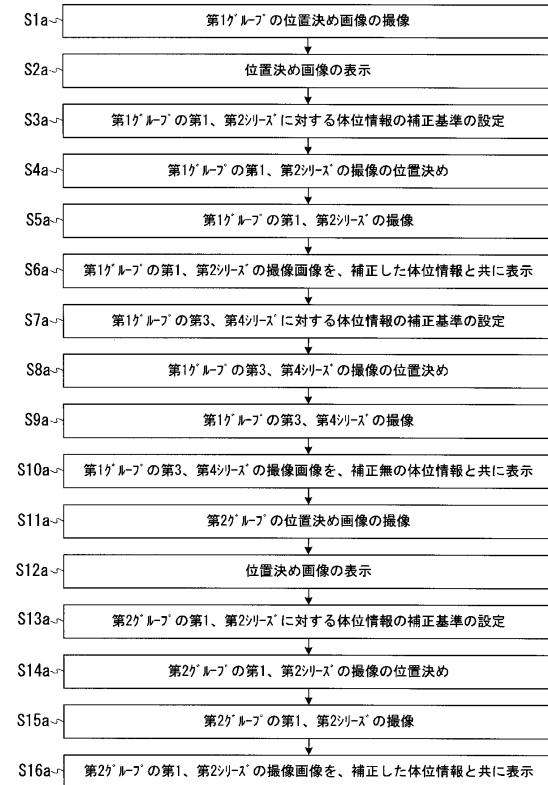 S1a 第1ｸﾞﾙｰﾌﾟの位置決め画像の撮像
S2a 位置決め画像の表示
S3a 第1ｸﾞﾙｰﾌﾟの第1、第2ｼﾘｰｽﾞに対する体位情報の補正基準の設定
S4a 第1ｸﾞﾙｰﾌﾟの第1、第2ｼﾘｰｽﾞの撮像の位置決め
S5a 第1ｸﾞﾙｰﾌﾟの第1、第2ｼﾘｰｽﾞの撮像
S6a 第1ｸﾞﾙｰﾌﾟの第1、第2ｼﾘｰｽﾞの撮像画像を、補正した体位情報と共に表示
S7a 第1ｸﾞﾙｰﾌﾟの第3、第4ｼﾘｰｽﾞに対する体位情報の補正基準の設定
S8a 第1ｸﾞﾙｰﾌﾟの第3、第4ｼﾘｰｽﾞの撮像の位置決め
S9a 第1ｸﾞﾙｰﾌﾟの第3、第4ｼﾘｰｽﾞの撮像
S10a 第1ｸﾞﾙｰﾌﾟの第3、第4ｼﾘｰｽﾞの撮像画像を、補正無の体位情報と共に表示
S11a 第2ｸﾞﾙｰﾌﾟの位置決め画像の撮像
S12a 位置決め画像の表示
S13a 第2ｸﾞﾙｰﾌﾟの第1、第2ｼﾘｰｽﾞに対する体位情報の補正基準の設定
S14a 第2ｸﾞﾙｰﾌﾟの第1、第2ｼﾘｰｽﾞの撮像の位置決め
S15a 第2ｸﾞﾙｰﾌﾟの第1、第2ｼﾘｰｽﾞの撮像
S16a 第2ｸﾞﾙｰﾌﾟの第1、第2ｼﾘｰｽﾞの撮像画像を、補正した体位情報と共に表示